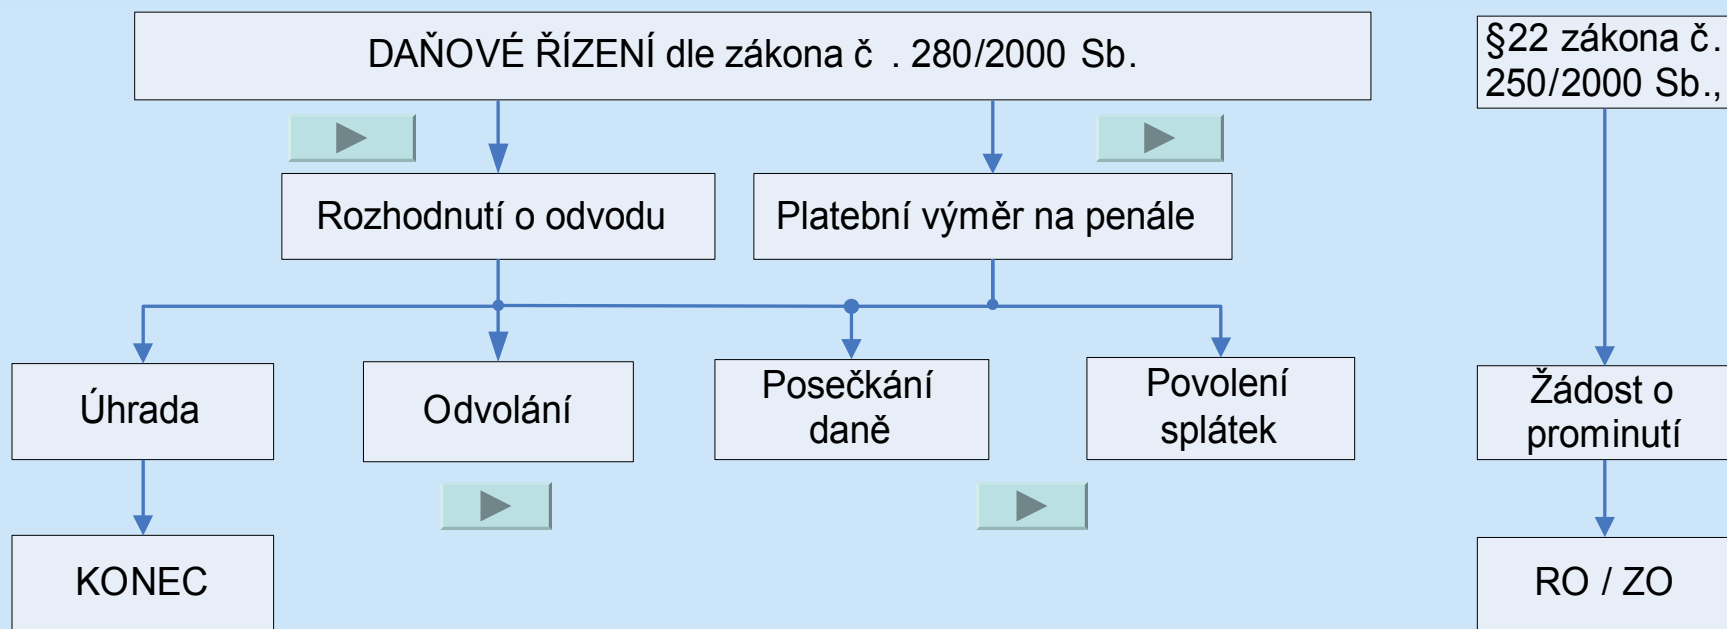 DAŇOVÉ ŘÍZENÍ dle zákona č . 280/2000 Sb.
§22 zákona č.
250/2000 Sb.,
Rozhodnutí o odvodu
Platební výměr na penále
Úhrada
Odvolání
Posečkání
daně
Povolení
splátek
Žádost o
prominutí
KONEC
RO / ZO